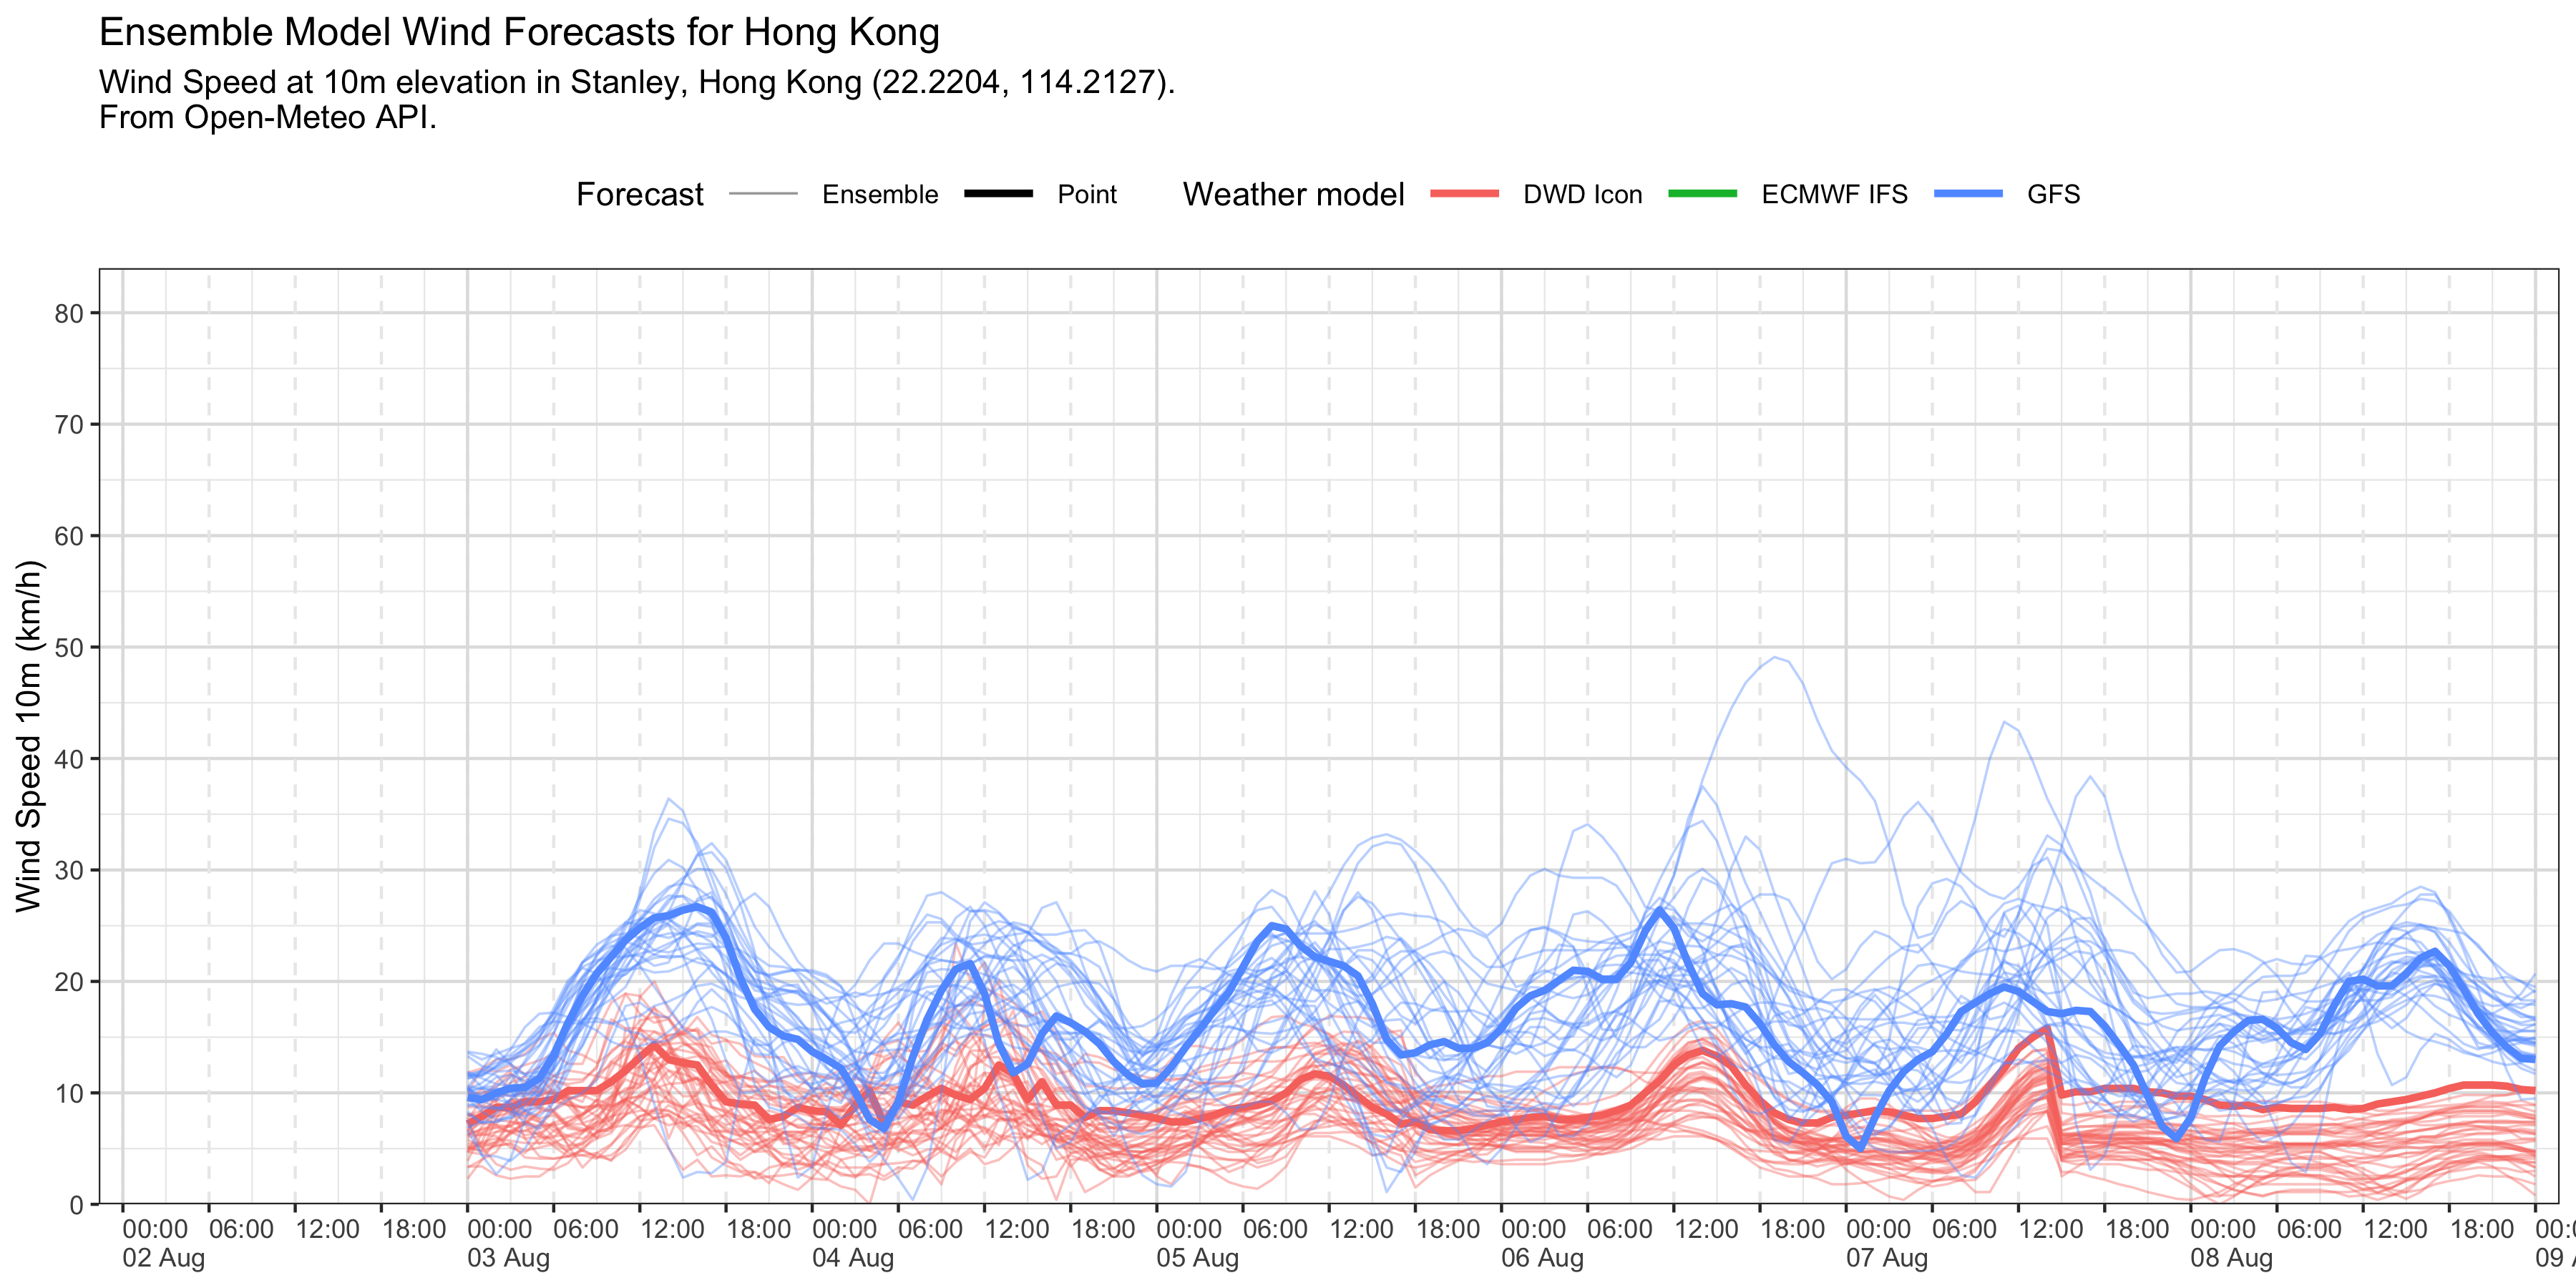 Ensemble Model Wind Forecasts for Hong Kong
Wind Speed at 10m elevation in Stanley, Hong Kong (22.2204, 114.2127).
From Open-Meteo API.
Forecast Ensemble Point Weather model DWD Icon ECMWF IFS GFS
Wind Speed 10m (km/h)
80
70
60
50
40
30
20
10
0
00:00 06:00 12:00 18:00 00:00 06:00 12:00 18:00 00:00 06:00 12:00 18:00 00:00 06:00 12:00 18:00 00:00 06:00 12:00 18:00 00:00 06:00 12:00 18:00 00:00 06:00 12:00 18:00
02 Aug 03 Aug 04 Aug 05 Aug 06 Aug 07 Aug 08 Aug 09